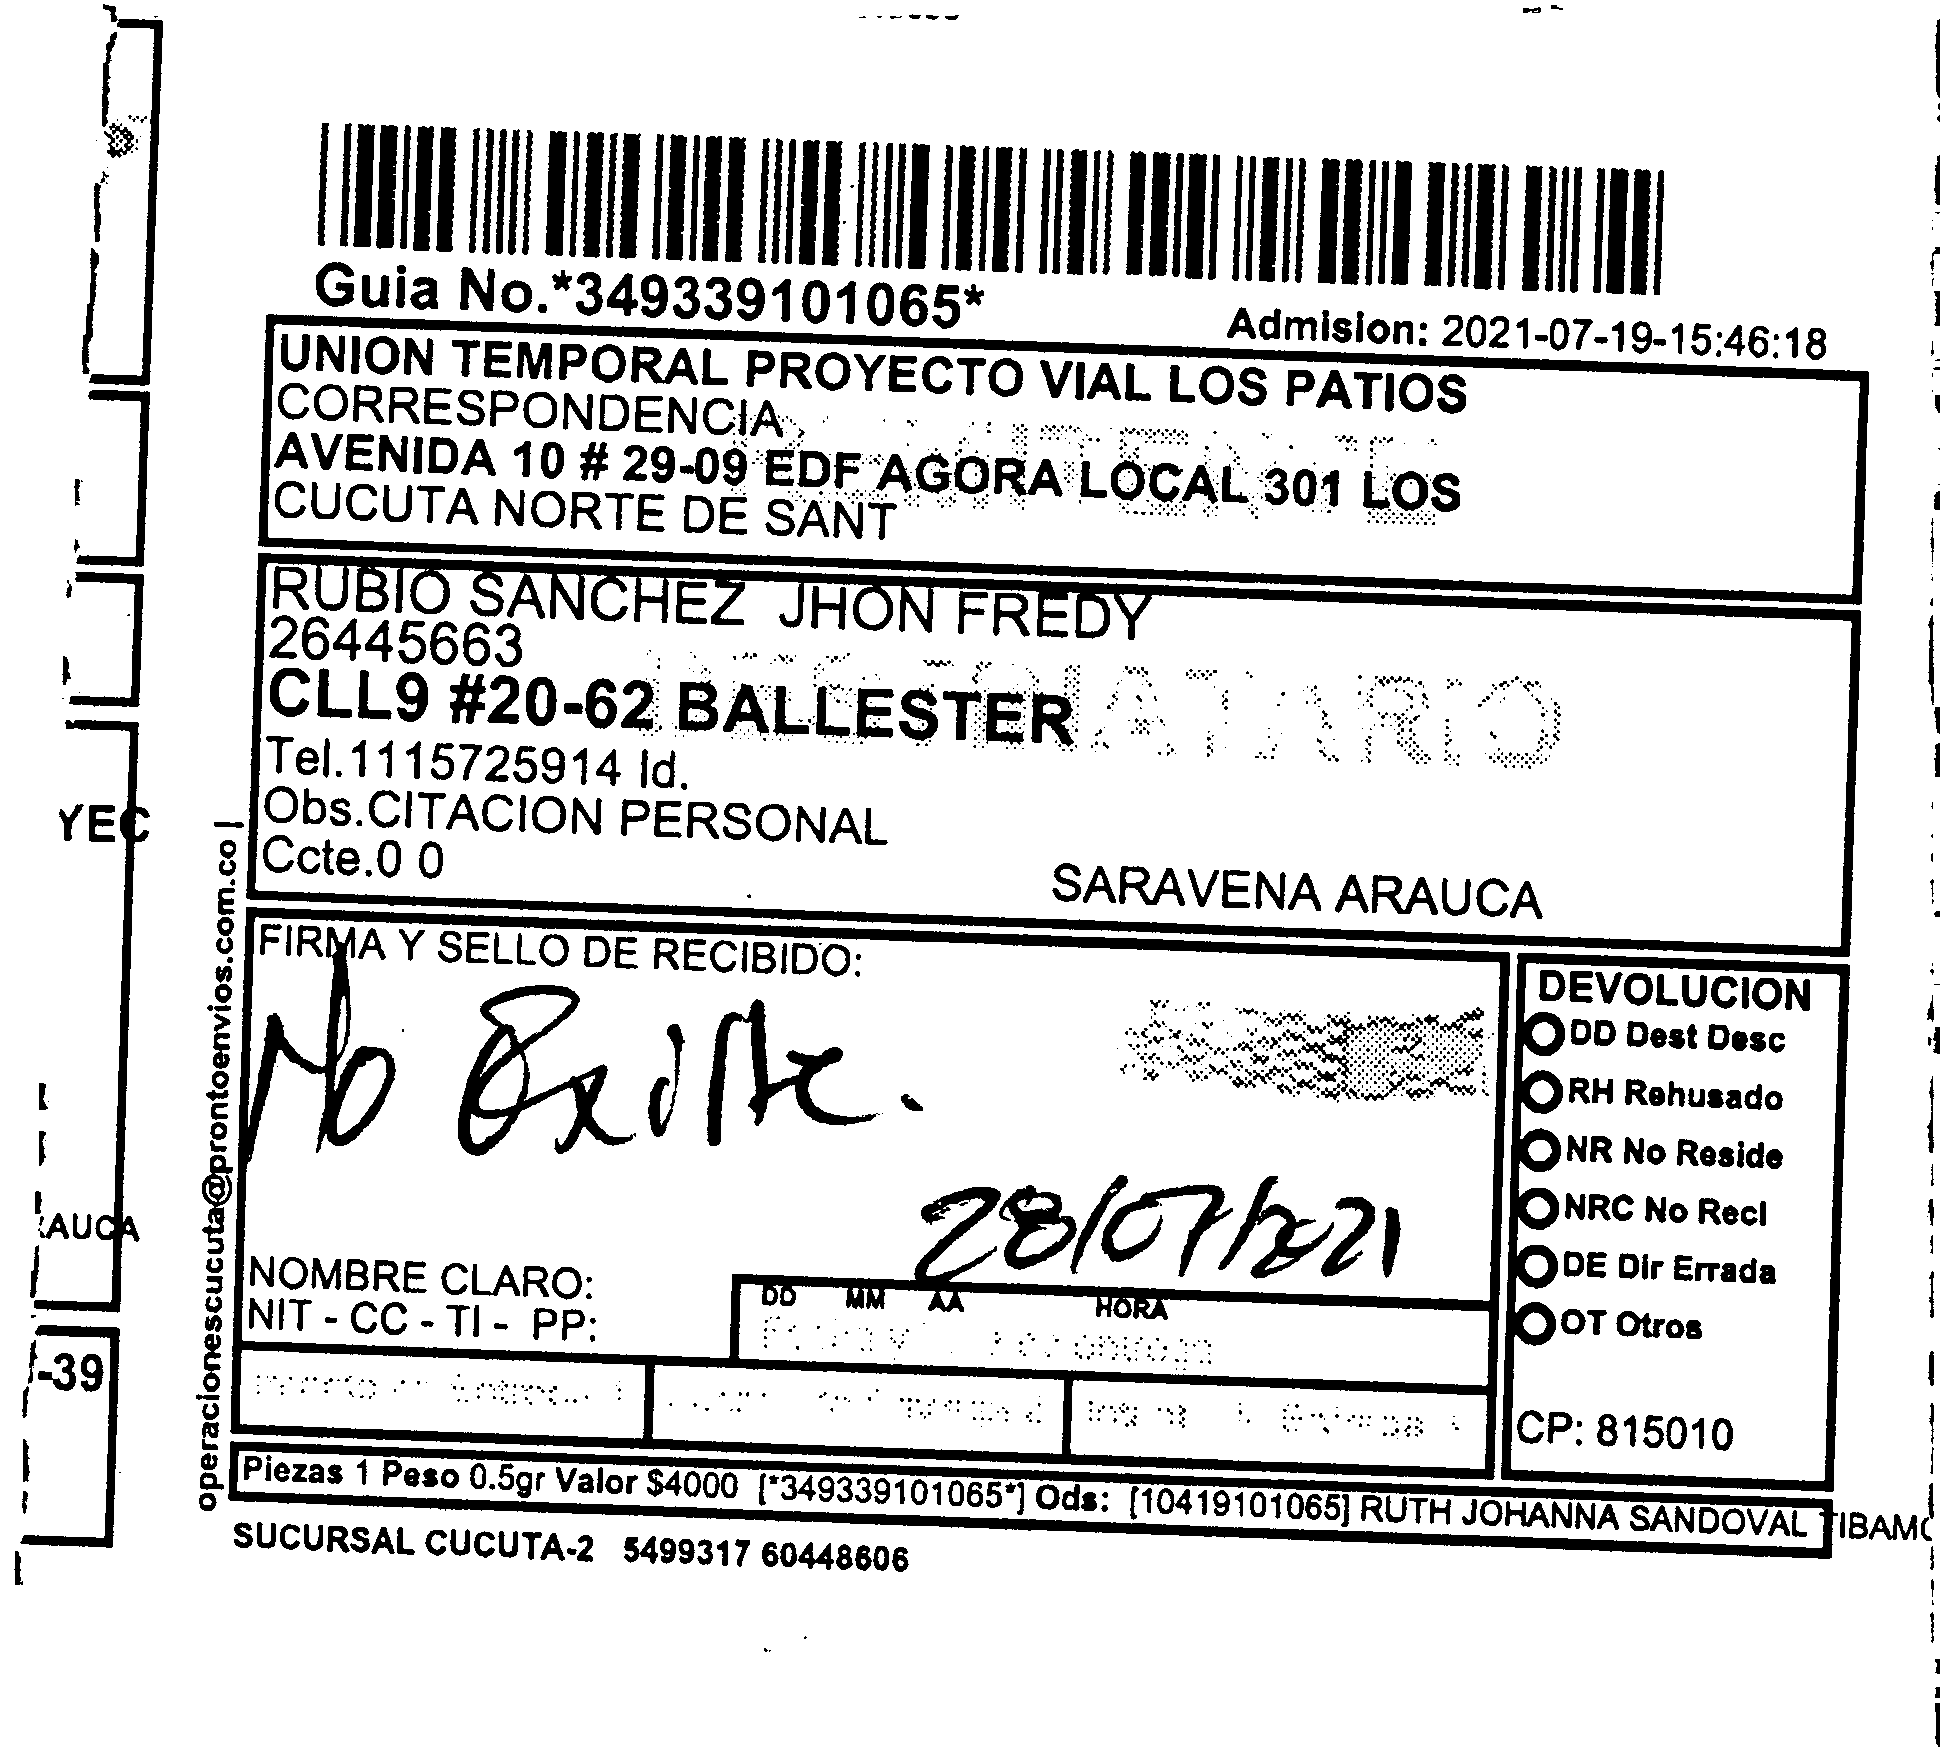 Guia No.*349339101065*
Admision: 2021-07-19-15:46:18
UNION TEMPORAL PROYECTO VIAL LOS PATIOS
CORRESPONDENCIA
AVENIDA 10 # 29-09 EDF AGORA LOCAL 301 LOS
CUCUTA NORTE DE SANT
RUBIO SANCHEZ JHON FREDY
26445663
DESTINATARIO
CLL9 #20-62 BALLESTER
Tel.1115725914 Id.
Obs.CITACION PERSONAL
Ccte.0 0
SARAVENA ARAUCA
FIRMA Y SELLO DE RECIBIDO:
No Existe.
28/07/2021
NOMBRE CLARO:
NIT - CC - TI - PP:
DD MM AA HORA
DEVOLUCION
DD Dest Desc
RH Rehusado
NR No Reside
NRC No Recl
DE Dir Errada
OT Otros
CP: 815010
Piezas 1 Peso 0.5gr Valor $4000 [*349339101065*] Ods: [10419101065] RUTH JOHANNA SANDOVAL TIBAMO
SUCURSAL CUCUTA-2 5499317 60448606
operacionescucuta@prontoenvios.com.co |
YEC
AUCA
-39